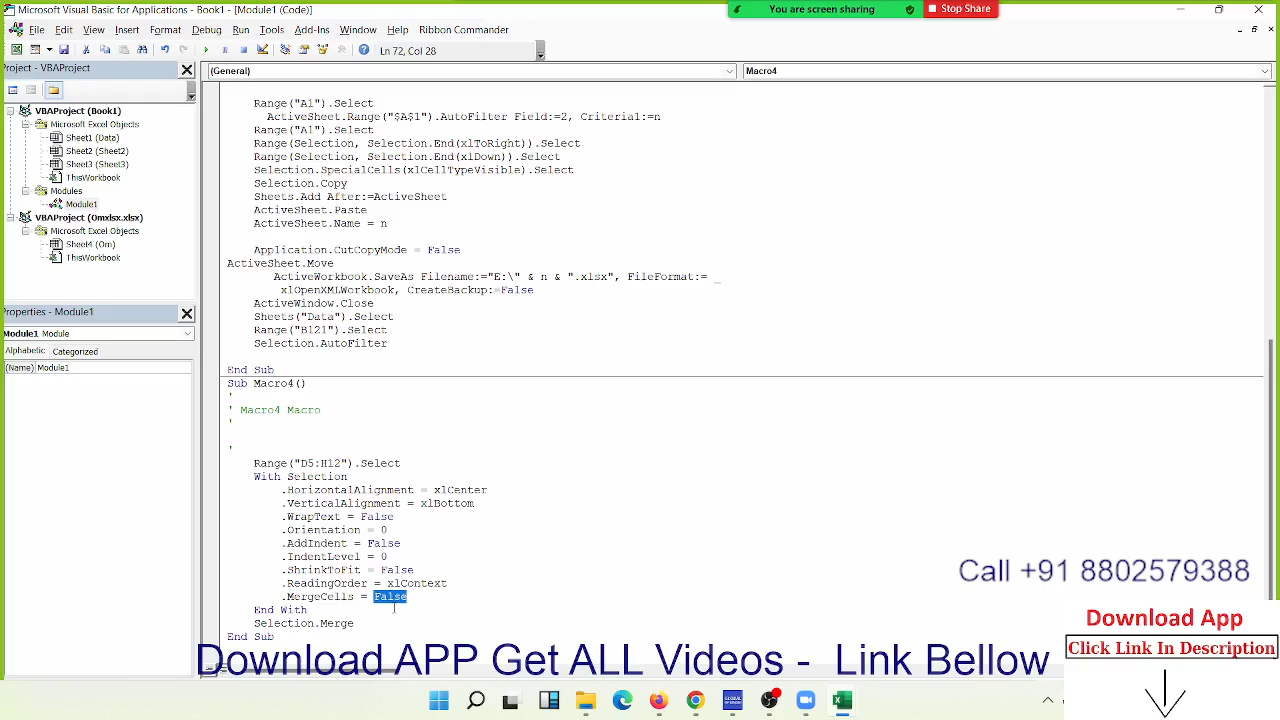 Microsoft Visual Basic for Applications - Book1 - [Module1 (Code)]
You are screen sharing
Stop Share
File Edit View Insert Format Debug Run Tools Add-Ins Window Help Ribbon Commander
Ln 72, Col 28
Project - VBAProject
(General)
Macro4
VBAProject (Book1)
Microsoft Excel Objects
Sheet1 (Data)
Sheet2 (Sheet2)
Sheet3 (Sheet3)
ThisWorkbook
Modules
Module1
VBAProject (0mxlsx.xlsx)
Microsoft Excel Objects
Sheet4 (Om)
ThisWorkbook
Properties - Module1
Module1 Module
Alphabetic Categorized
(Name) Module1
Range("A1").Select
ActiveSheet.Range("$A$1").AutoFilter Field:=2, Criteria1:=n
Range("A1").Select
Range(Selection, Selection.End(xlToRight)).Select
Range(Selection, Selection.End(xlDown)).Select
Selection.SpecialCells(xlCellTypeVisible).Select
Selection.Copy
Sheets.Add After:=ActiveSheet
ActiveSheet.Paste
ActiveSheet.Name = n
Application.CutCopyMode = False
ActiveSheet.Move
ActiveWorkbook.SaveAs Filename:="E:\" & n & ".xlsx", FileFormat:= _
xlOpenXMLWorkbook, CreateBackup:=False
ActiveWindow.Close
Sheets("Data").Select
Range("B121").Select
Selection.AutoFilter
End Sub
Sub Macro4()
'
' Macro4 Macro
'
'
Range("D5:H12").Select
With Selection
.HorizontalAlignment = xlCenter
.VerticalAlignment = xlBottom
.WrapText = False
.Orientation = 0
.AddIndent = False
.IndentLevel = 0
.ShrinkToFit = False
.ReadingOrder = xlContext
.MergeCells = False
End With
Selection.Merge
End Sub
Call +91 8802579388
Download App
Click Link In Description
Download APP Get ALL Videos - Link Bellow